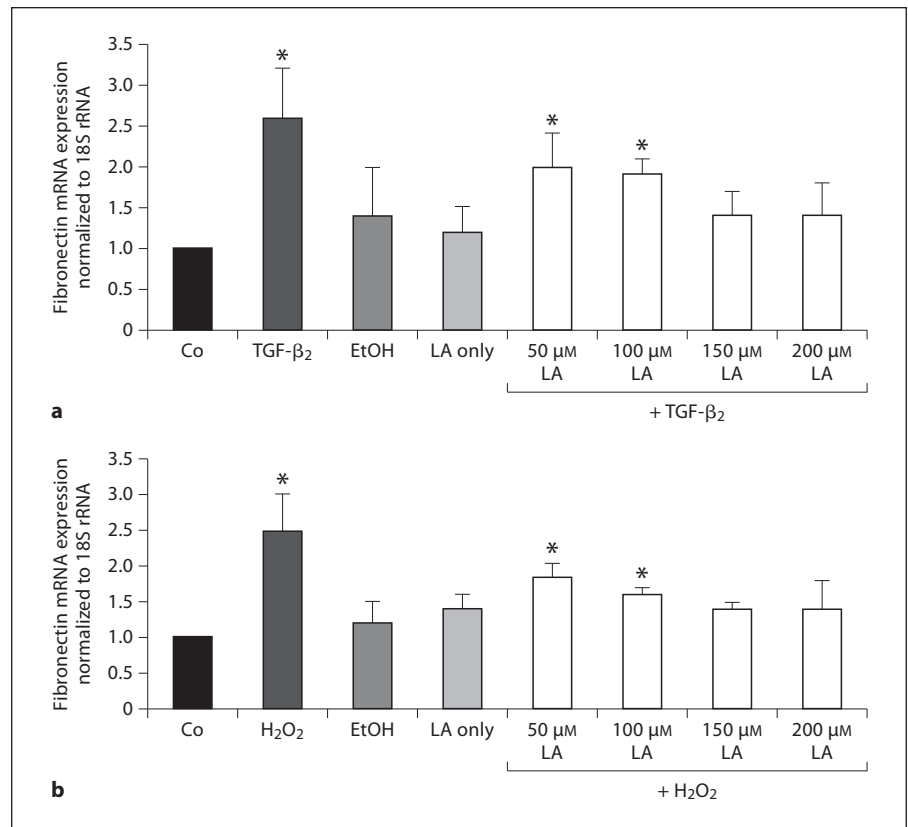 Fibronectin mRNA expression
normalized to 18S rRNA
3.5
3.0
2.5
2.0
1.5
1.0
0.5
0
*
*
*
Co
TGF-β₂
EtOH
LA only
50 µM
LA
100 µM
LA
150 µM
LA
200 µM
LA
+ TGF-β₂
a
Fibronectin mRNA expression
normalized to 18S rRNA
3.5
3.0
2.5
2.0
1.5
1.0
0.5
0
*
*
*
Co
H₂O₂
EtOH
LA only
50 µM
LA
100 µM
LA
150 µM
LA
200 µM
LA
+ H₂O₂
b